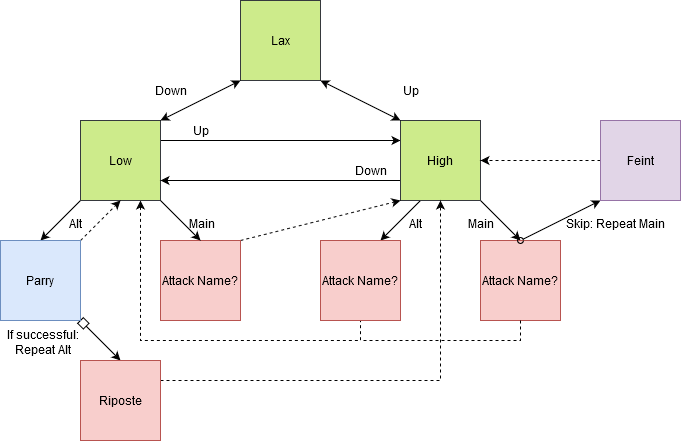 Lax
Down
Up
Low
Up
Down
High
Feint
Alt
Main
Alt
Main
Skip: Repeat Main
Parry
Attack Name?
Attack Name?
Attack Name?
If successful:
Repeat Alt
Riposte